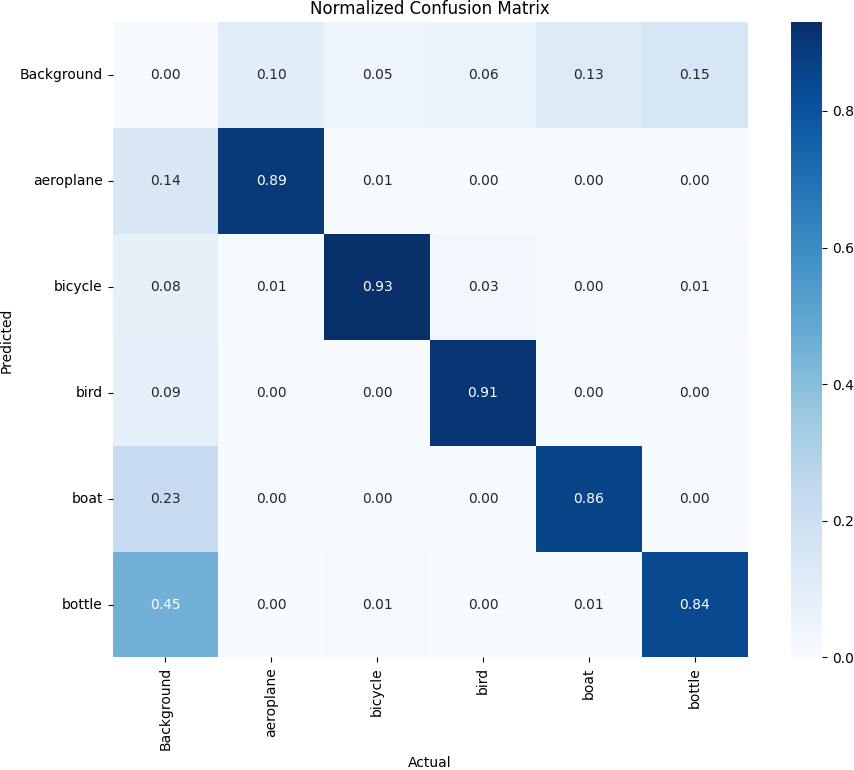 Normalized Confusion Matrix
Background 0.00 0.10 0.05 0.06 0.13 0.15
aeroplane 0.14 0.89 0.01 0.00 0.00 0.00
bicycle 0.08 0.01 0.93 0.03 0.00 0.01
bird 0.09 0.00 0.00 0.91 0.00 0.00
boat 0.23 0.00 0.00 0.00 0.86 0.00
bottle 0.45 0.00 0.01 0.00 0.01 0.84
Predicted
Background aeroplane bicycle bird boat bottle
Actual
0.8
0.6
0.4
0.2
0.0